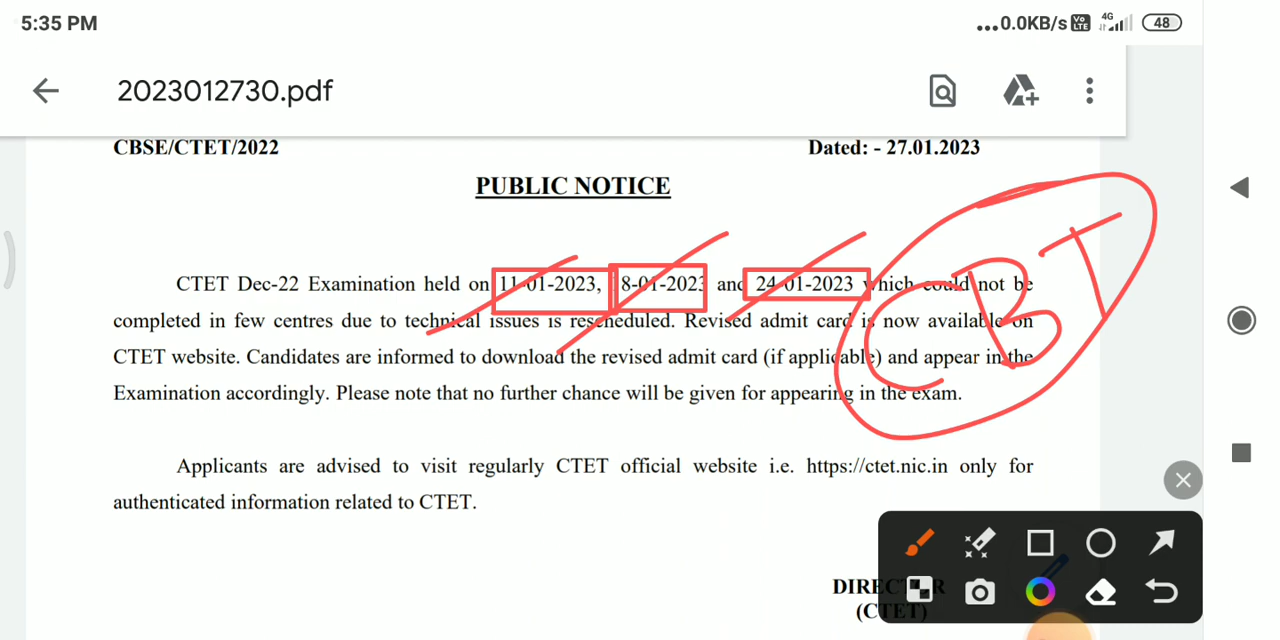 5:35 PM
...0.0KB/s Vo LTE 4G 48
2023012730.pdf
CBSE/CTET/2022 Dated: - 27.01.2023
PUBLIC NOTICE
CTET Dec-22 Examination held on 11-01-2023, 18-01-2023 and 24-01-2023 which could not be
completed in few centres due to technical issues is rescheduled. Revised admit card is now available on
CTET website. Candidates are informed to download the revised admit card (if applicable) and appear in the
Examination accordingly. Please note that no further chance will be given for appearing in the exam.
CBT
Applicants are advised to visit regularly CTET official website i.e. https://ctet.nic.in only for
authenticated information related to CTET.
DIRECTOR
(CTET)